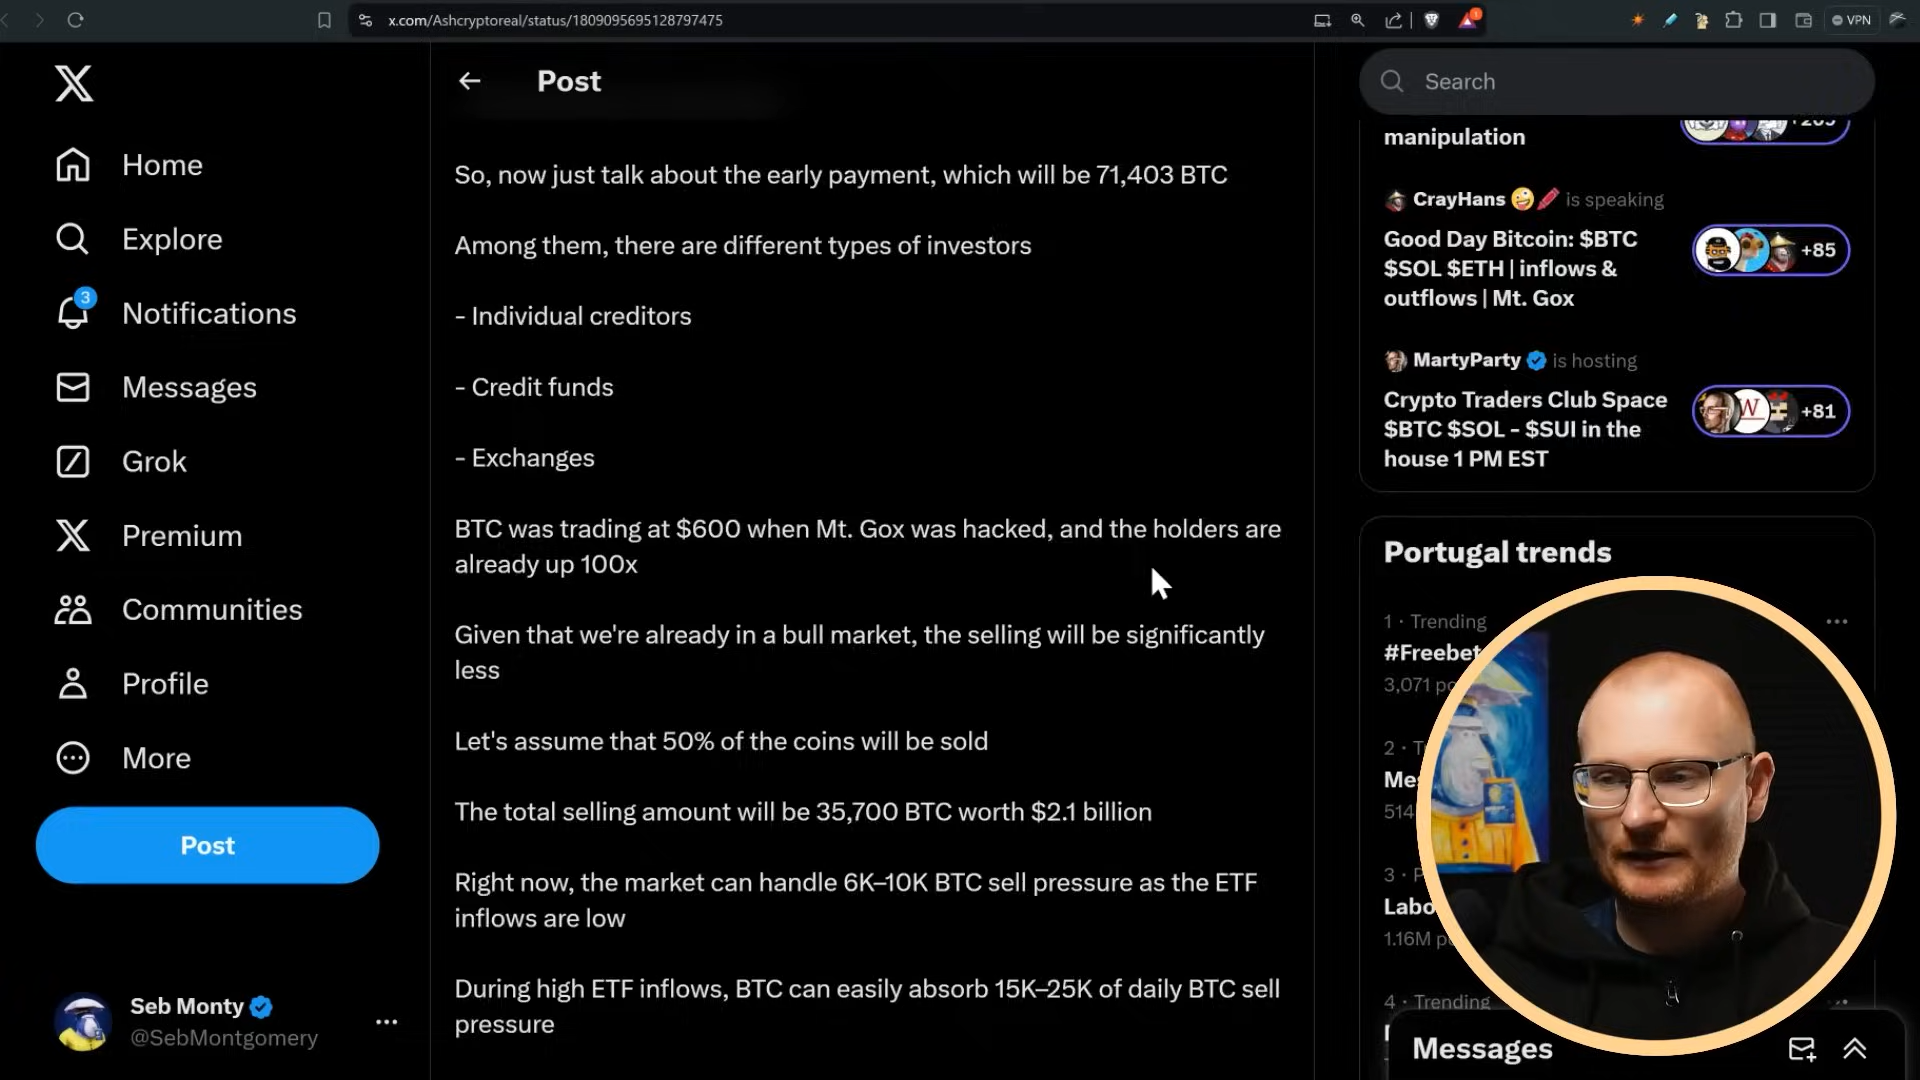 x.com/Ashcryptoreal/status/1809095695128797475
VPN
1
Home
Explore
3
Notifications
Messages
Grok
Premium
Communities
Profile
More
Post
Seb Monty
@SebMontgomery
Post
So, now just talk about the early payment, which will be 71,403 BTC
Among them, there are different types of investors
- Individual creditors
- Credit funds
- Exchanges
BTC was trading at $600 when Mt. Gox was hacked, and the holders are
already up 100x
Given that we're already in a bull market, the selling will be significantly
less
Let's assume that 50% of the coins will be sold
The total selling amount will be 35,700 BTC worth $2.1 billion
Right now, the market can handle 6K–10K BTC sell pressure as the ETF
inflows are low
During high ETF inflows, BTC can easily absorb 15K–25K of daily BTC sell
pressure
Search
manipulation
CrayHans is speaking
Good Day Bitcoin: $BTC
$SOL $ETH | inflows &
outflows | Mt. Gox
+85
MartyParty is hosting
Crypto Traders Club Space
$BTC $SOL - $SUI in the
house 1 PM EST
W
+81
Portugal trends
1 · Trending
#Freebet
3,071
2 ·
514
3 ·
1.16M
4 · Trending
Messages